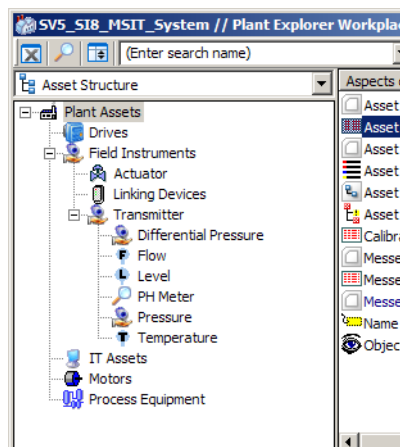 SV5_SI8_MSIT_System // Plant Explorer Workplac
(Enter search name)
Asset Structure
Plant Assets
Drives
Field Instruments
Actuator
Linking Devices
Transmitter
Differential Pressure
Flow
Level
PH Meter
Pressure
Temperature
IT Assets
Motors
Process Equipment
Aspects
Asset
Asset
Asset
Asset
Asset
Asset
Calibra
Messe
Messe
Messe
Name
Objec